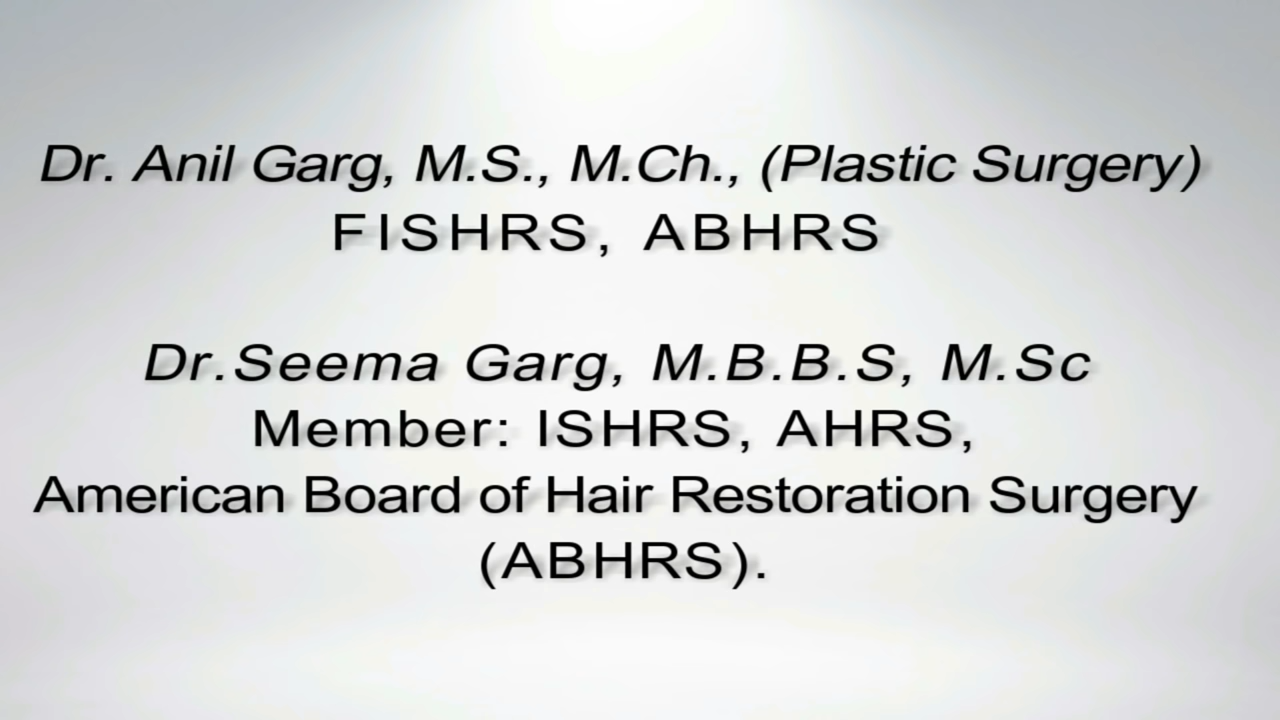 Dr. Anil Garg, M.S., M.Ch., (Plastic Surgery)
FISHRS, ABHRS
Dr.Seema Garg, M.B.B.S, M.Sc
Member: ISHRS, AHRS,
American Board of Hair Restoration Surgery
(ABHRS).